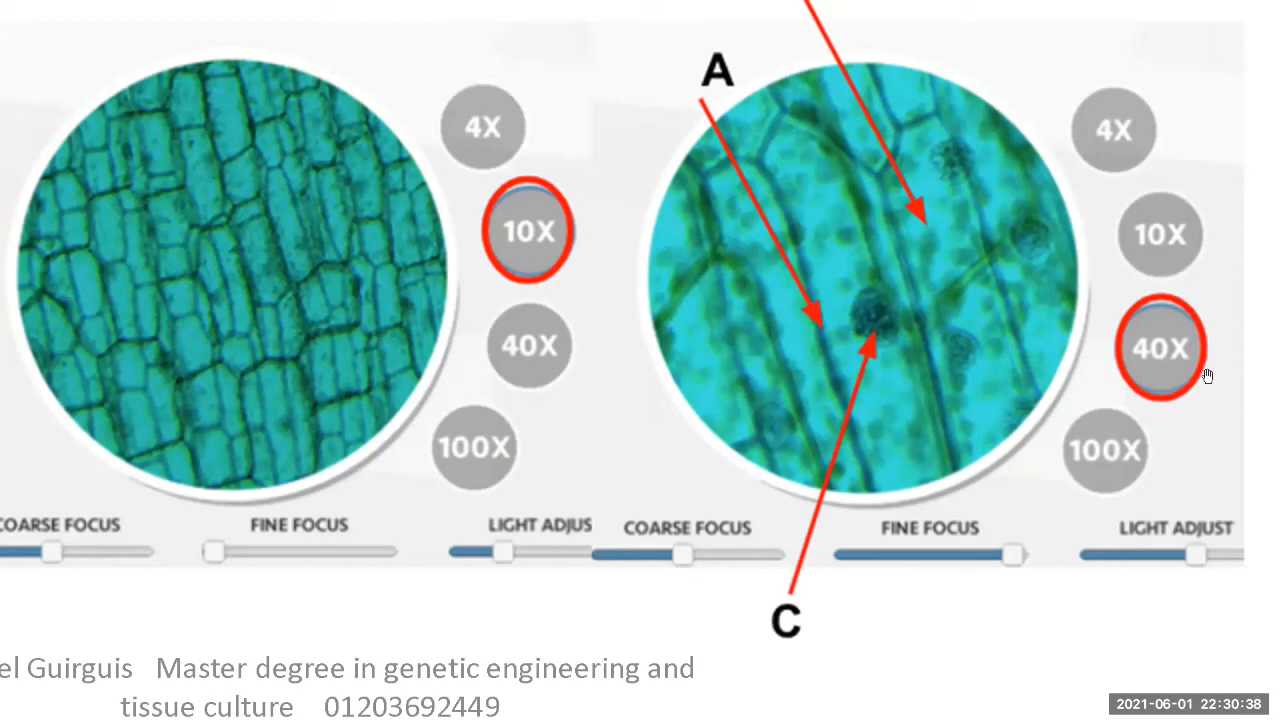 A
4X
4X
10X
10X
40X
40X
100X
100X
COARSE FOCUS
FINE FOCUS
LIGHT ADJUS
COARSE FOCUS
FINE FOCUS
LIGHT ADJUST
C
el Guirguis Master degree in genetic engineering and
tissue culture 01203692449
2021-06-01 22:30:38